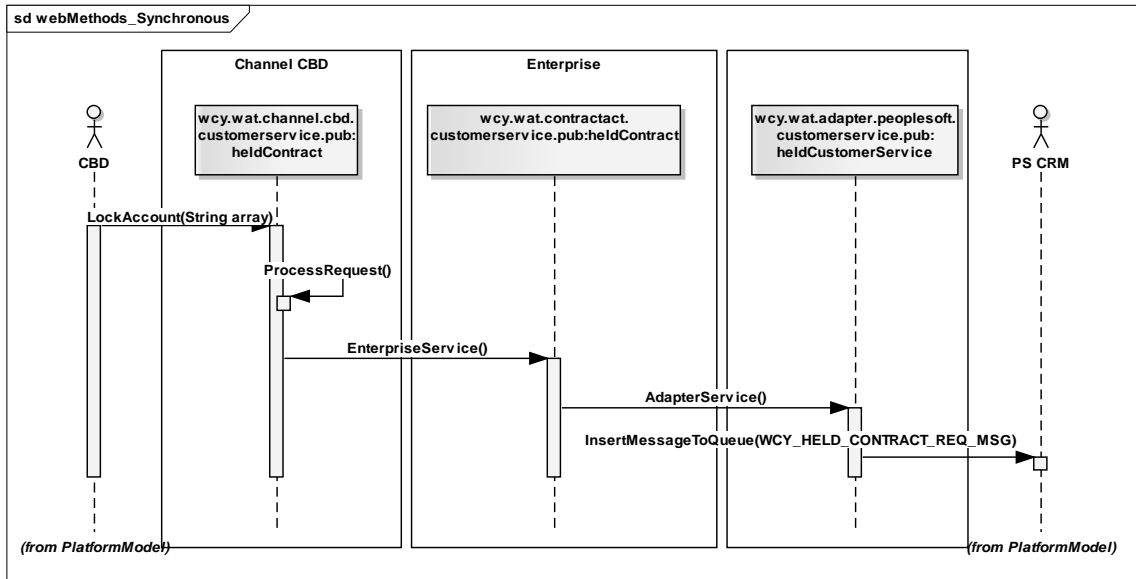 sd webMethods_Synchronous
Channel CBD
Enterprise
wcy.wat.channel.cbd.
customerservice.pub:
heldContract
wcy.wat.contractact.
customerservice.pub:heldContract
wcy.wat.adapter.peoplesoft.
customerservice.pub:
heldCustomerService
CBD
PS CRM
LockAccount(String array)
ProcessRequest()
EnterpriseService()
AdapterService()
InsertMessageToQueue(WCY_HELD_CONTRACT_REQ_MSG)
(from PlatformModel)
(from PlatformModel)